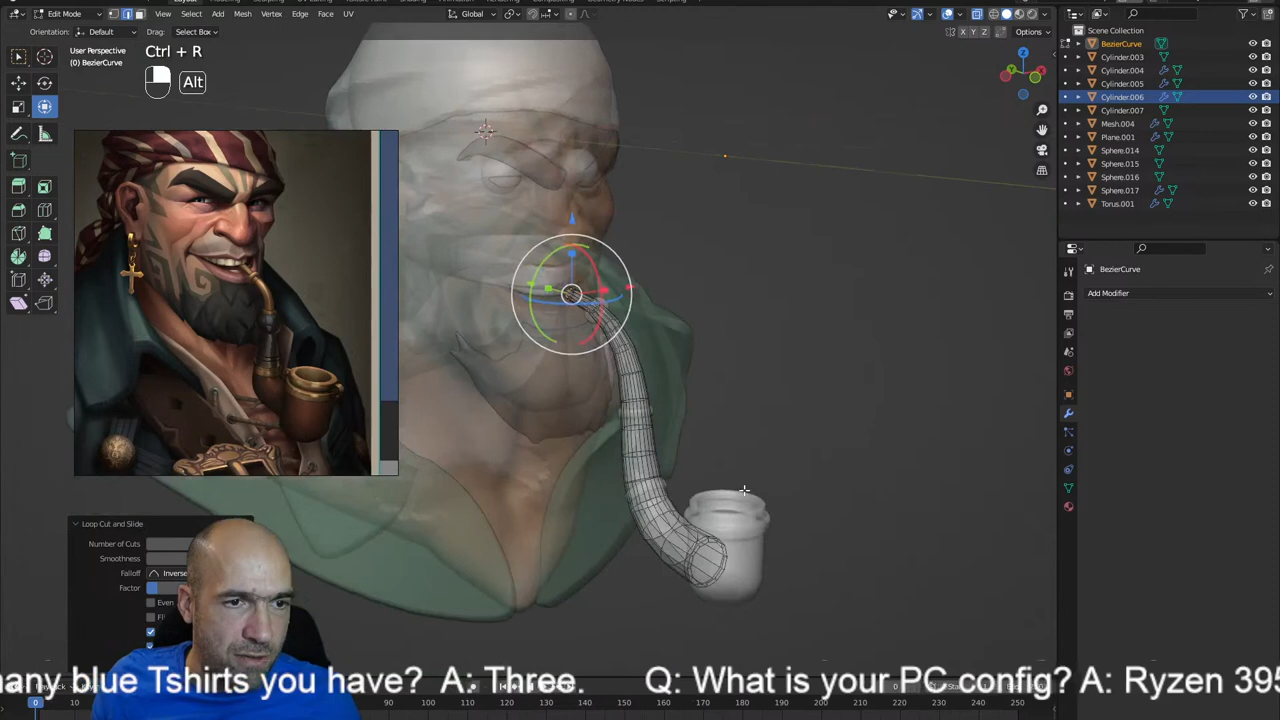 Edit Mode View Select Add Mesh Vertex Edge Face UV Global
Orientation: Default Drag: Select Box X Y Z Options
Ctrl + R
Alt
User Perspective
(0) BezierCurve
Z
X
Y
Scene Collection
BezierCurve
Cylinder.003
Cylinder.004
Cylinder.005
Cylinder.006
Cylinder.007
Mesh.004
Plane.001
Sphere.014
Sphere.015
Sphere.016
Sphere.017
Torus.001
BezierCurve
Add Modifier
Loop Cut and Slide
Number of Cuts
Smoothness
Falloff Inverse
Factor
Even
many blue Tshirts you have? A: Three. Q: What is your PC config? A: Ryzen 395
0 10 90 100 110 120 130 140 150 160 170 180 190 200 210 220 230 240 250